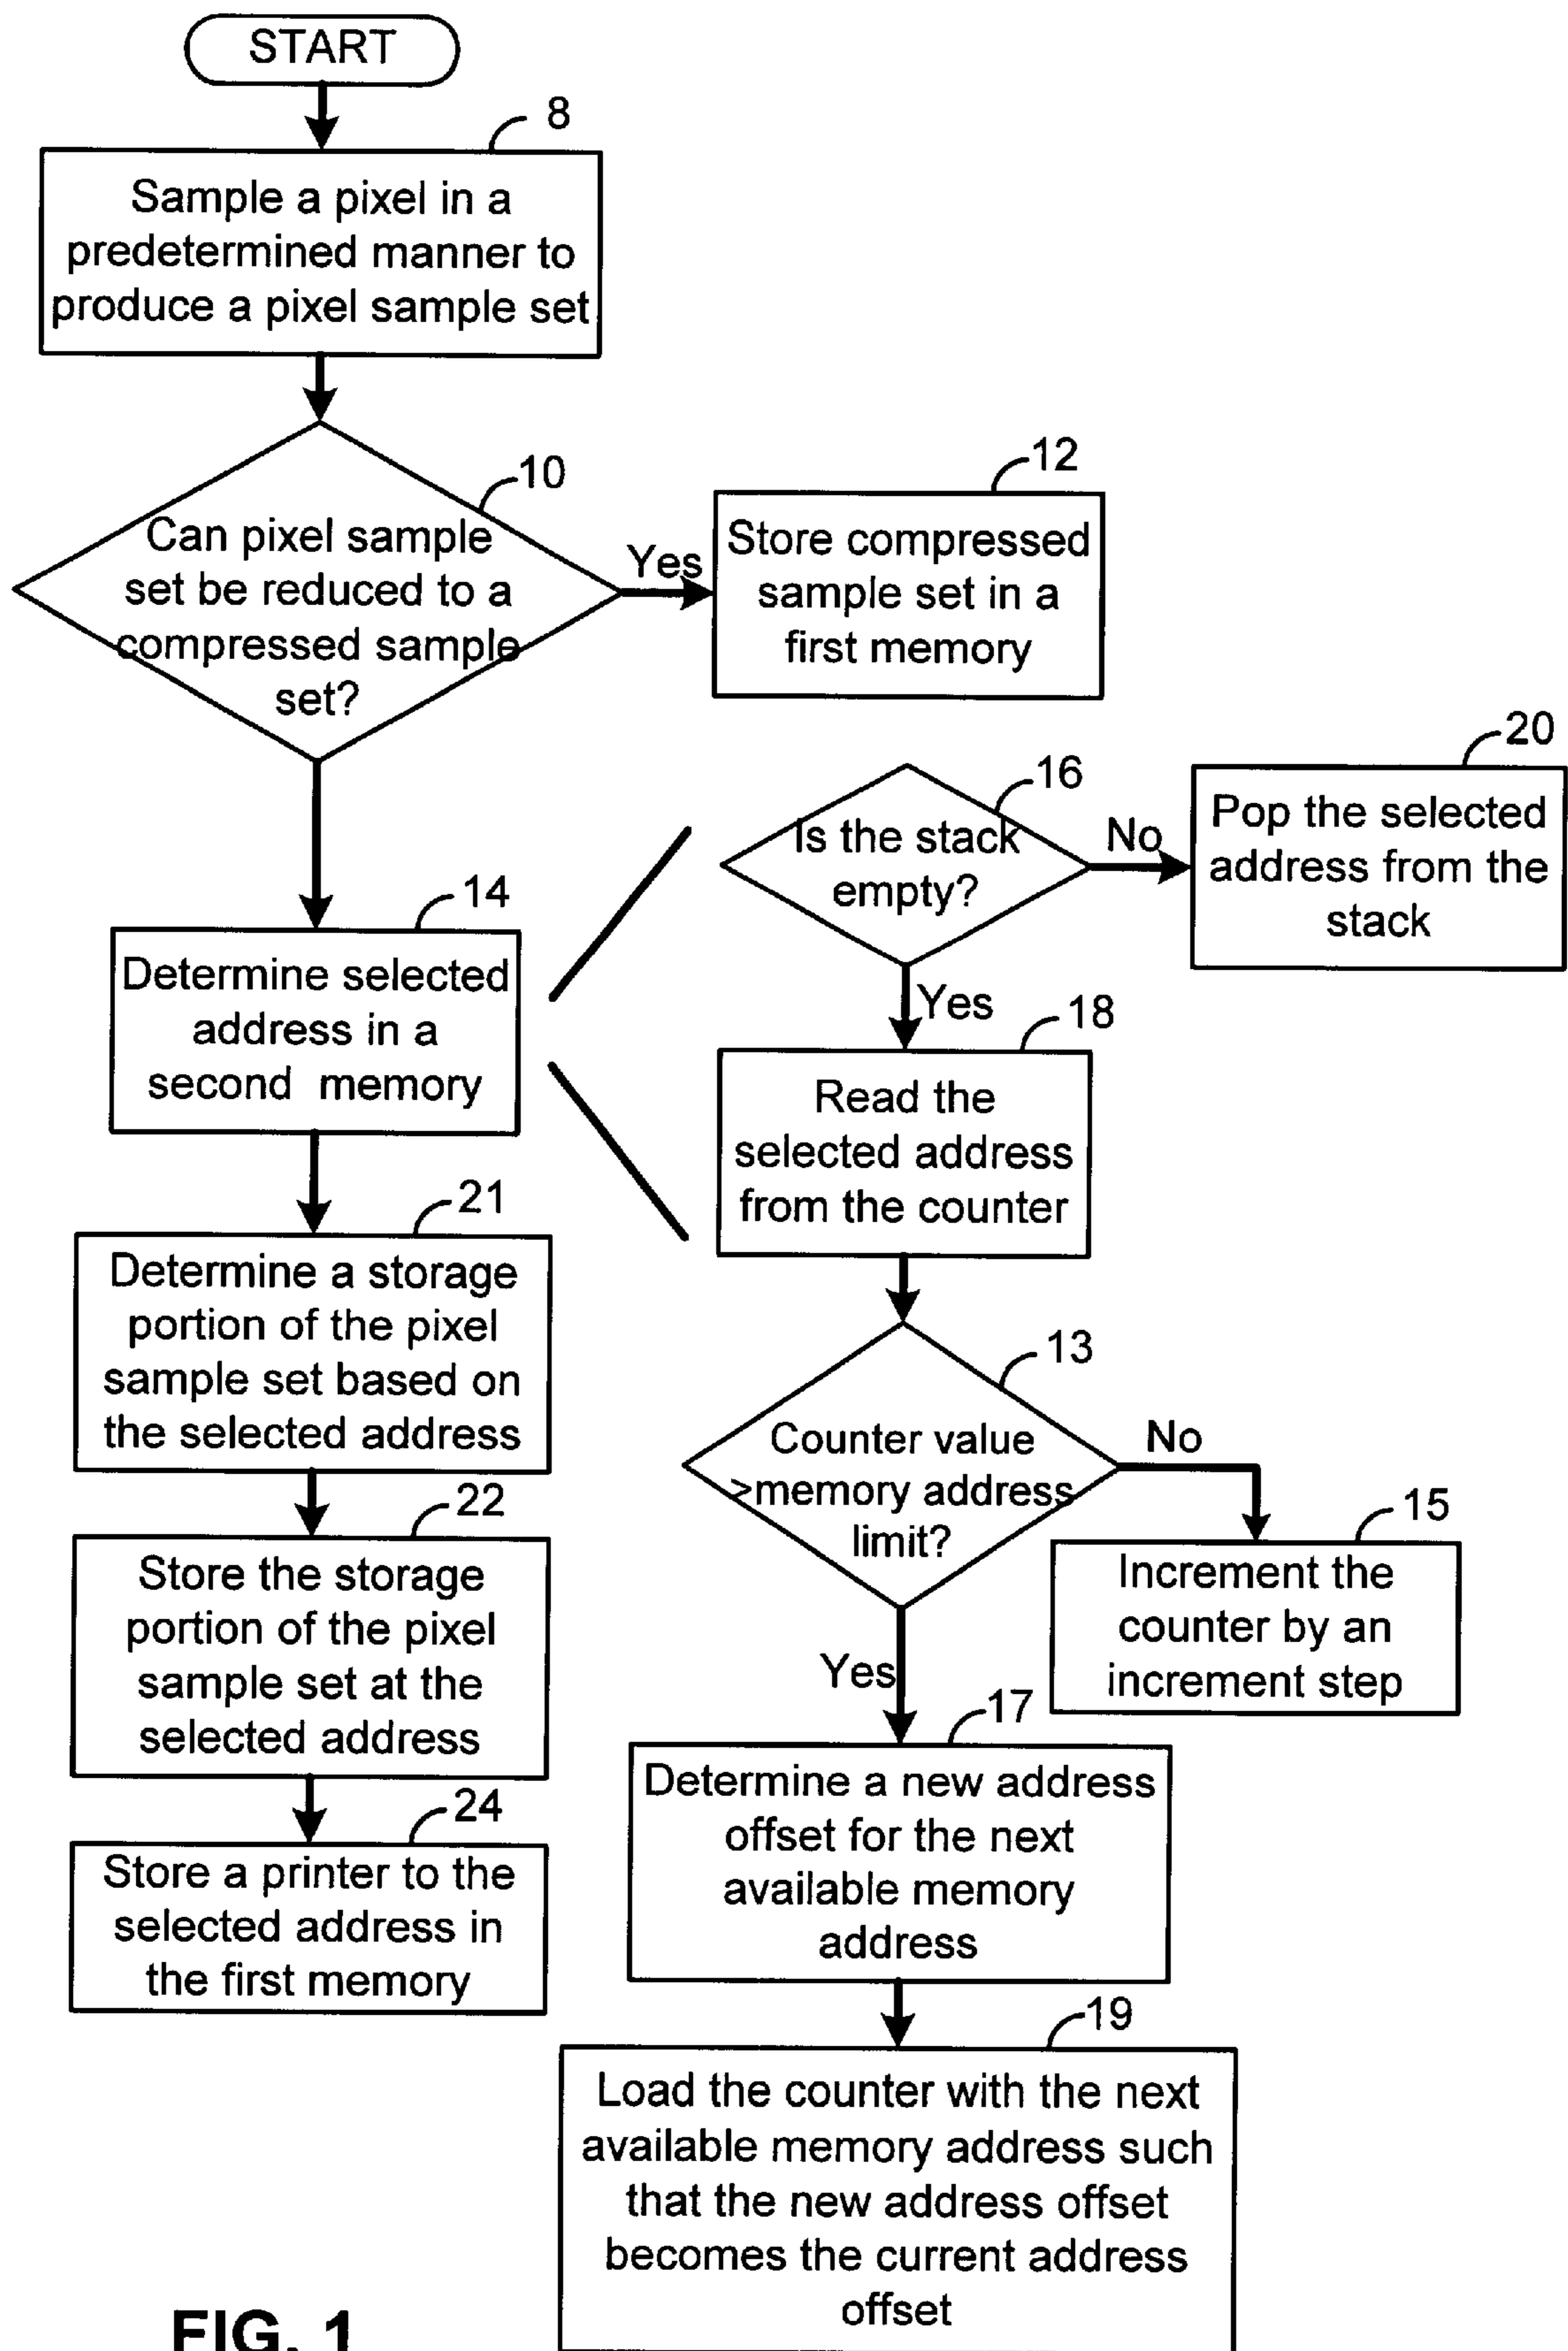 START
8
Sample a pixel in a
predetermined manner to
produce a pixel sample set
10
Can pixel sample
set be reduced to a
compressed sample
set?
Yes
12
Store compressed
sample set in a
first memory
14
Determine selected
address in a
second memory
16
Is the stack
empty?
No
20
Pop the selected
address from the
stack
Yes
18
Read the
selected address
from the counter
13
Counter value
>memory address
limit?
No
15
Increment the
counter by an
increment step
Yes
17
Determine a new address
offset for the next
available memory
address
19
Load the counter with the next
available memory address such
that the new address offset
becomes the current address
offset
21
Determine a storage
portion of the pixel
sample set based on
the selected address
22
Store the storage
portion of the pixel
sample set at the
selected address
24
Store a printer to the
selected address in
the first memory
FIG. 1